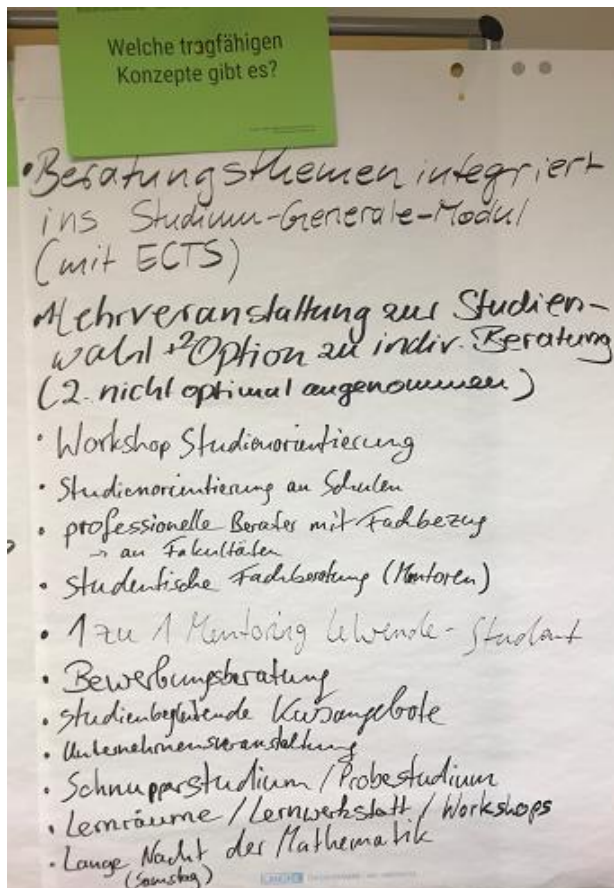 Welche tragfähigen
Konzepte gibt es?
• Beratungsthemen integriert
ins Studium-Generale-Modul
(mit ECTS)
• 1 Lehrveranstaltung zur Studien-
wahl + 2 Option zu indiv. Beratung
(2. nicht optimal angenommen)
• Workshop Studienorientierung
• Studienorientierung an Schulen
• professionelle Berater mit Fachbezug
→ an Fakultäten
• studentische Fachberatung (Mentoren)
• 1 zu 1 Mentoring Lehrende - Student
• Bewerbungsberatung
• studienbegleitende Kursangebote
• Unternehmensveranstaltung
• Schnupperstudium / Probestudium
• Lernräume / Lernwerkstatt / Workshops
• Lange Nacht der Mathematik
(Samstag)